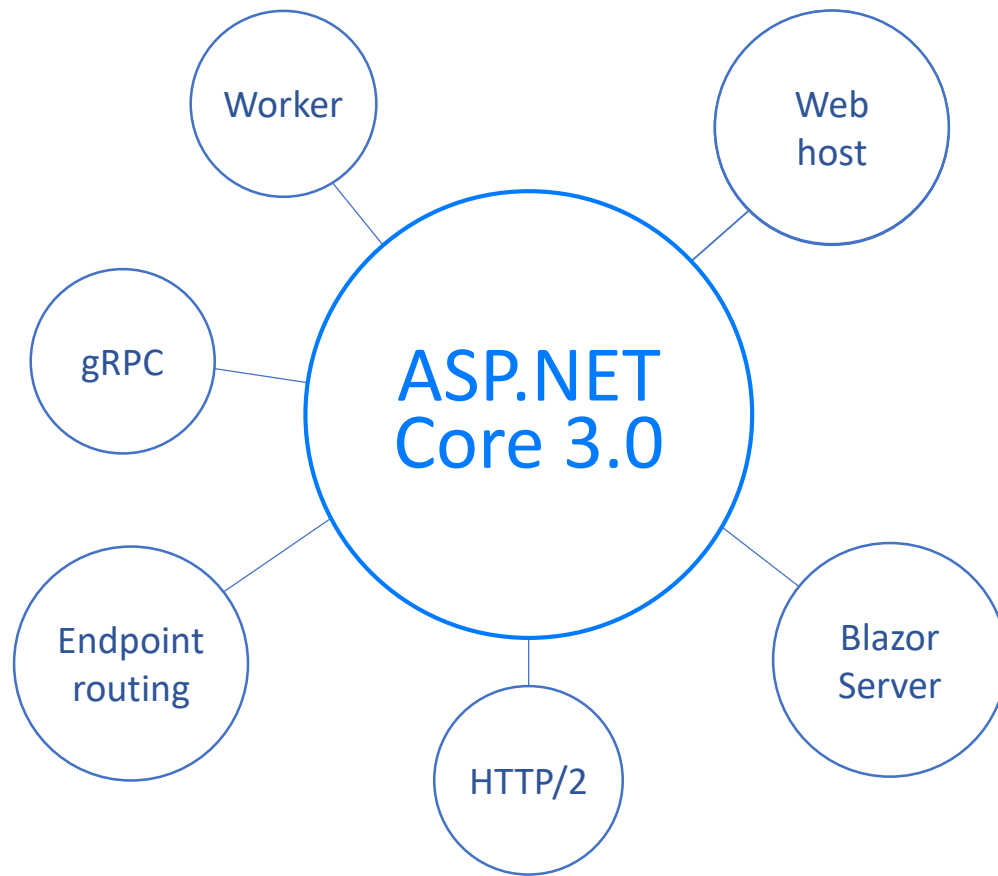 Worker
Web
host
gRPC
ASP.NET
Core 3.0
Endpoint
routing
Blazor
Server
HTTP/2